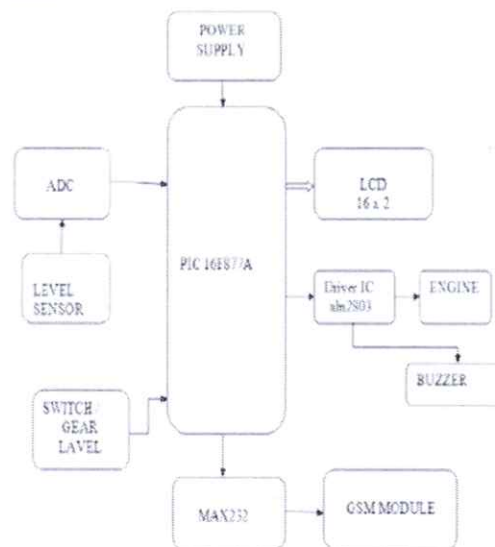 POWER
SUPPLY
ADC
LCD
16 x 2
PIC 16F877A
LEVEL
SENSOR
Driver IC
uln2803
ENGINE
BUZZER
SWITCH /
GEAR
LAVEL
MAX232
GSM MODULE